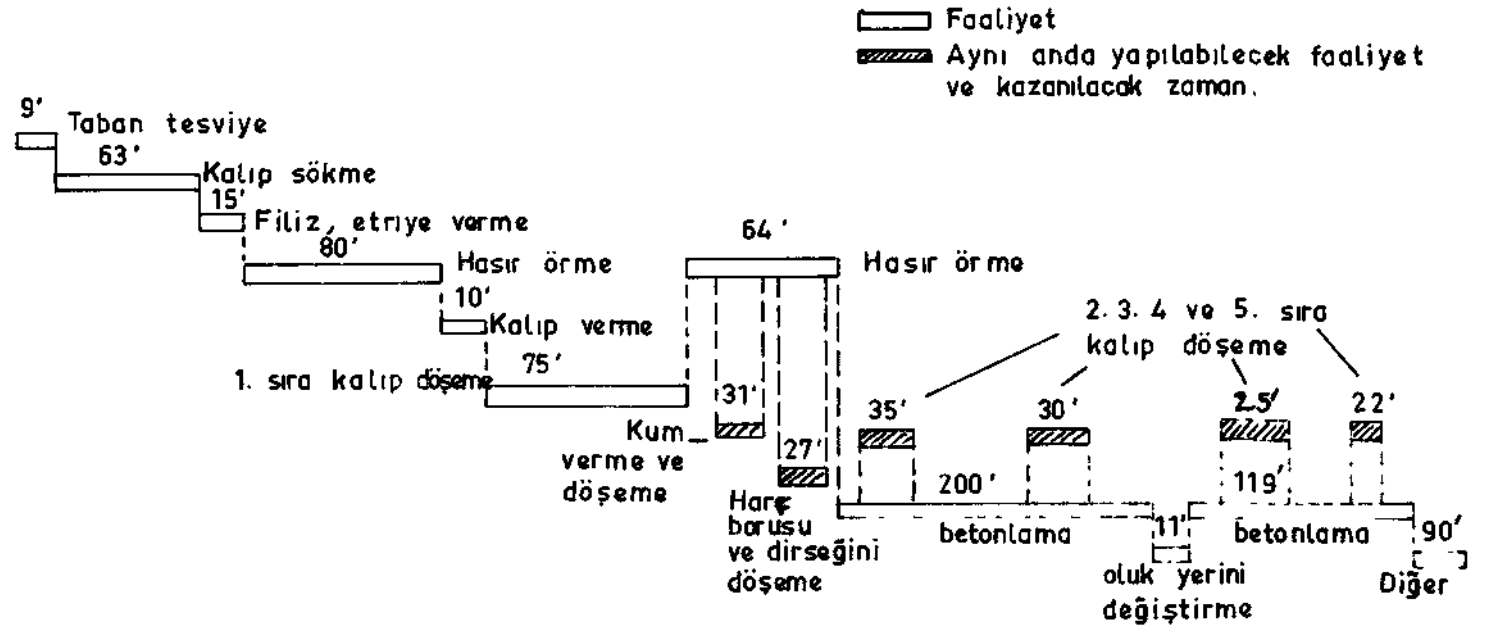 Faaliyet
Aynı anda yapılabilecek faaliyet
ve kazanılacak zaman.
9'
Taban tesviye
63'
Kalıp sökme
15'
Filiz, etrıye verme
80'
Hasır örme
10'
Kalıp verme
75'
1. sıra kalıp döşeme
64'
Hasır örme
31'
Kum
verme ve
döşeme
27'
Harç
borusu
ve dirseğini
döşeme
2. 3. 4 ve 5. sıra
kalıp döşeme
35'
30'
25'
22'
200'
betonlama
11'
oluk yerini
değiştirme
119'
betonlama
90'
Diğer